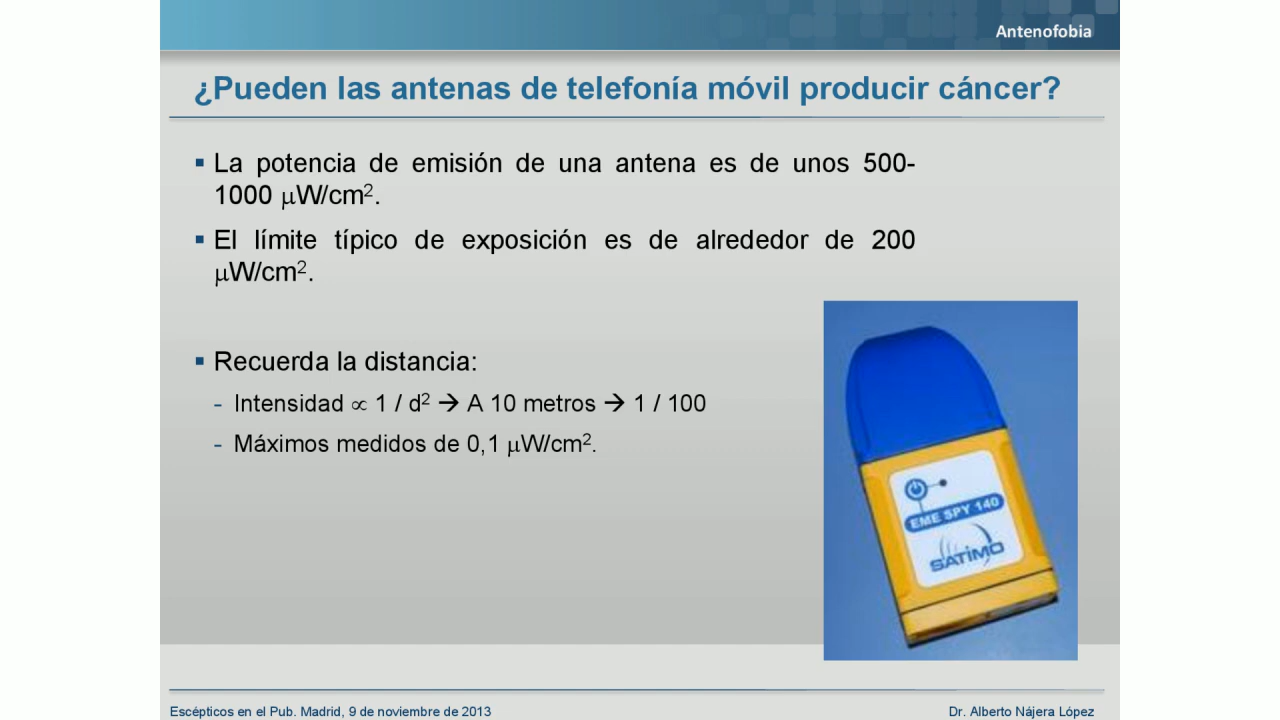 Antenofobia
¿Pueden las antenas de telefonía móvil producir cáncer?
▪ La potencia de emisión de una antena es de unos 500-
1000 μW/cm².
▪ El límite típico de exposición es de alrededor de 200
μW/cm².
▪ Recuerda la distancia:
- Intensidad ∝ 1 / d² → A 10 metros → 1 / 100
- Máximos medidos de 0,1 μW/cm².
EME SPY 140
SATIMO
Escépticos en el Pub. Madrid, 9 de noviembre de 2013
Dr. Alberto Nájera López